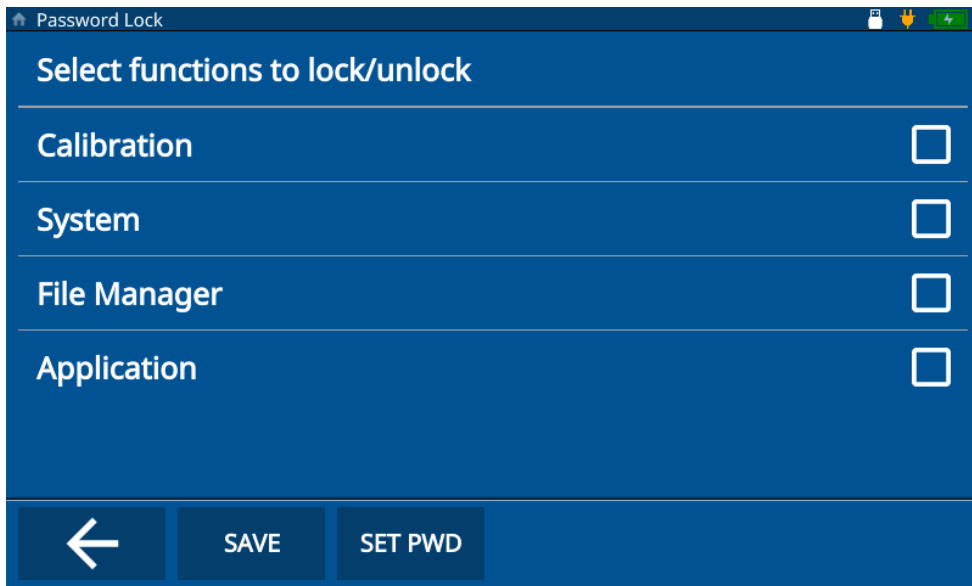 Password Lock
Select functions to lock/unlock
Calibration
System
File Manager
Application
SAVE SET PWD